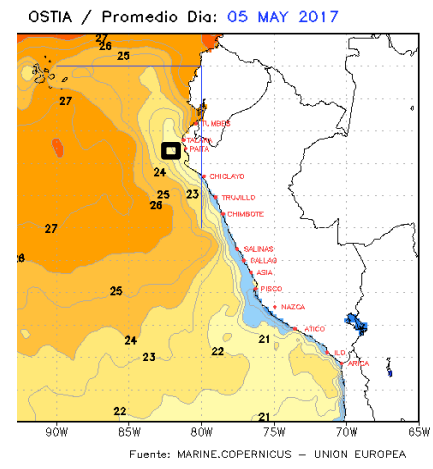 OSTIA / Promedio Dia: 05 MAY 2017
27
26
25
27
TUMBES
TALARA
PAITA
24
CHICLAYO
25
23
26
TRUJILLO
CHIMBOTE
27
SALINAS
CALLAO
ASIA
25
PISCO
NAZCA
24
21
ATICO
23
22
ILO
ARICA
22
21
90W 85W 80W 75W 70W 65W
Fuente: MARINE.COPERNICUS – UNION EUROPEA